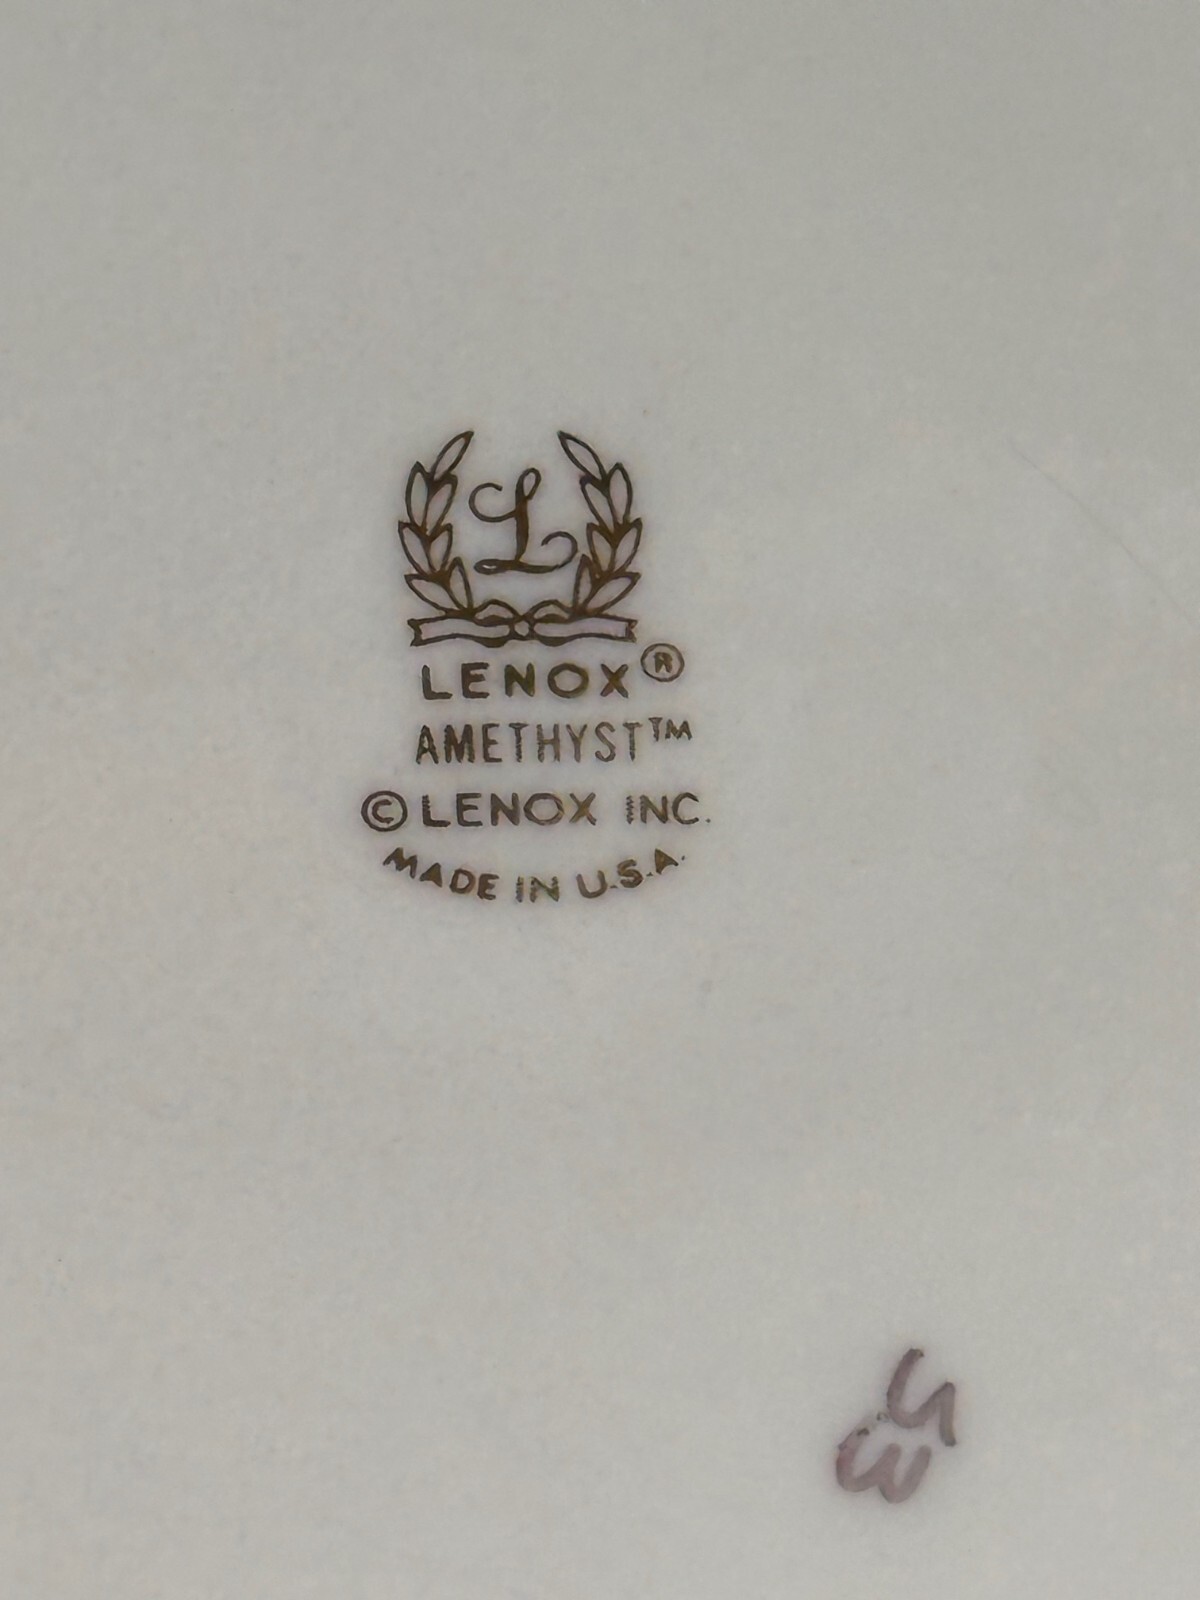 L
LENOX®
AMETHYST™
© LENOX INC.
MADE IN U.S.A.